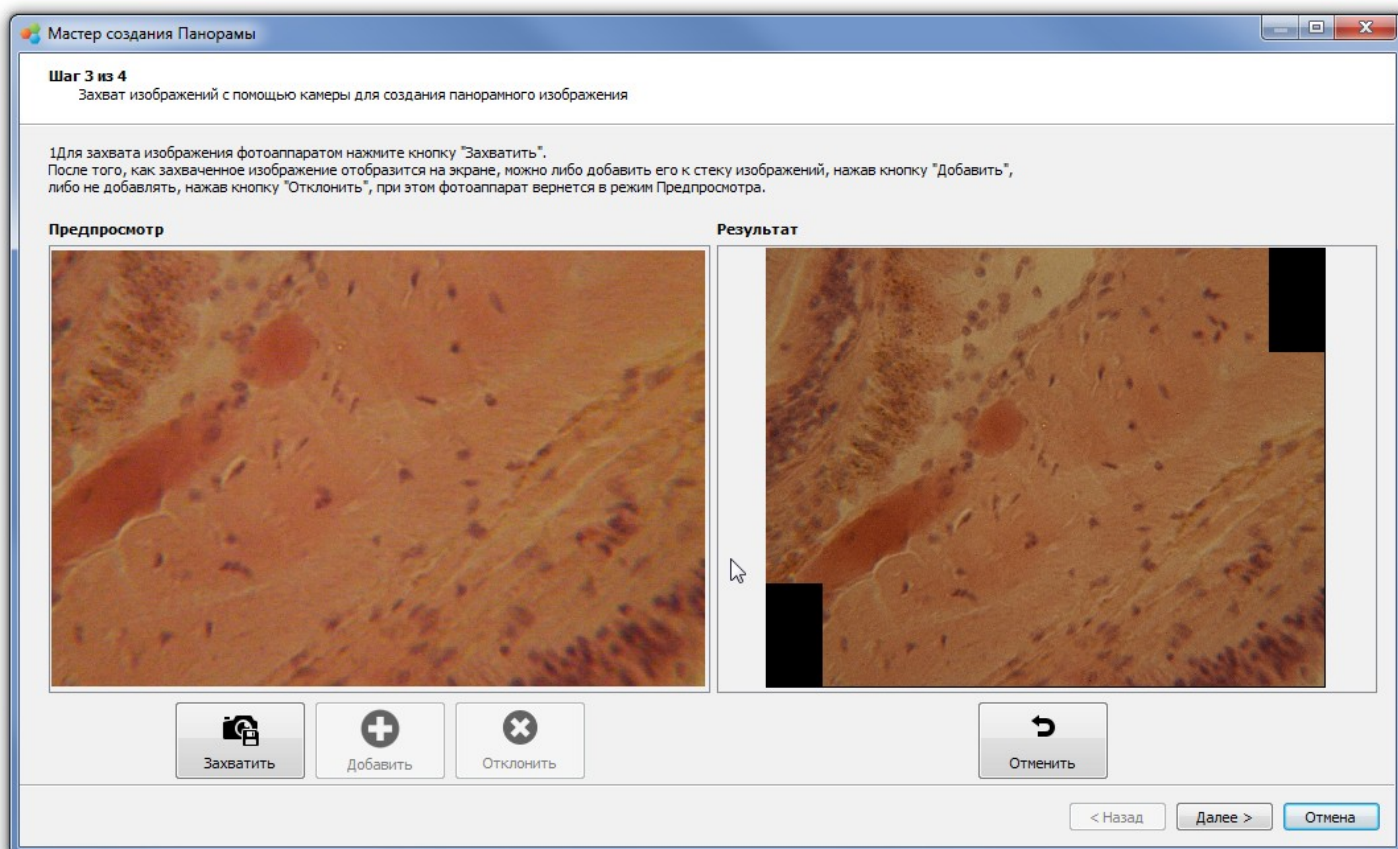 Мастер создания Панорамы
Шаг 3 из 4
Захват изображений с помощью камеры для создания панорамного изображения
1Для захвата изображения фотоаппаратом нажмите кнопку "Захватить".
После того, как захваченное изображение отобразится на экране, можно либо добавить его к стеку изображений, нажав кнопку "Добавить",
либо не добавлять, нажав кнопку "Отклонить", при этом фотоаппарат вернется в режим Предпросмотра.
Предпросмотр
Результат
Захватить
Добавить
Отклонить
Отменить
< Назад
Далее >
Отмена